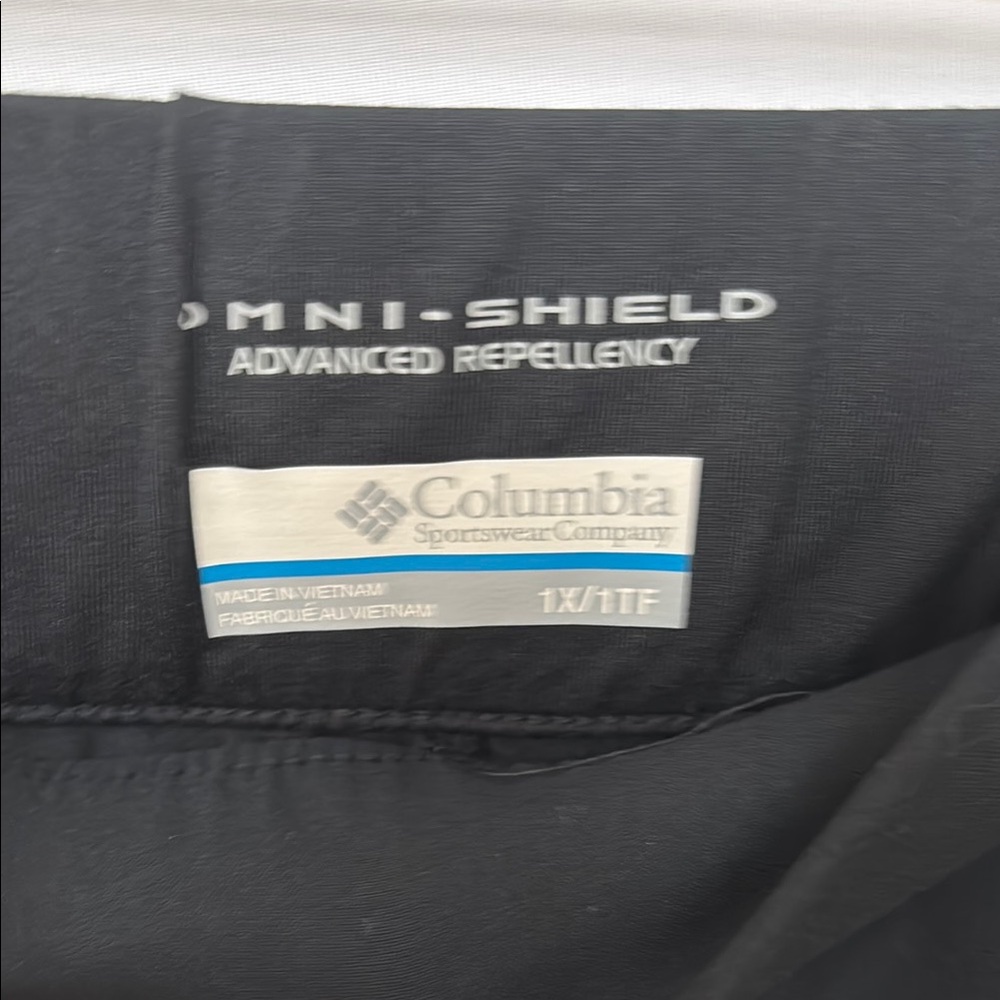 OMNI-SHIELD
ADVANCED REPELLENCY
Columbia
Sportswear Company
MADE IN VIETNAM
FABRIQUÉ AU VIETNAM
1X/1TF